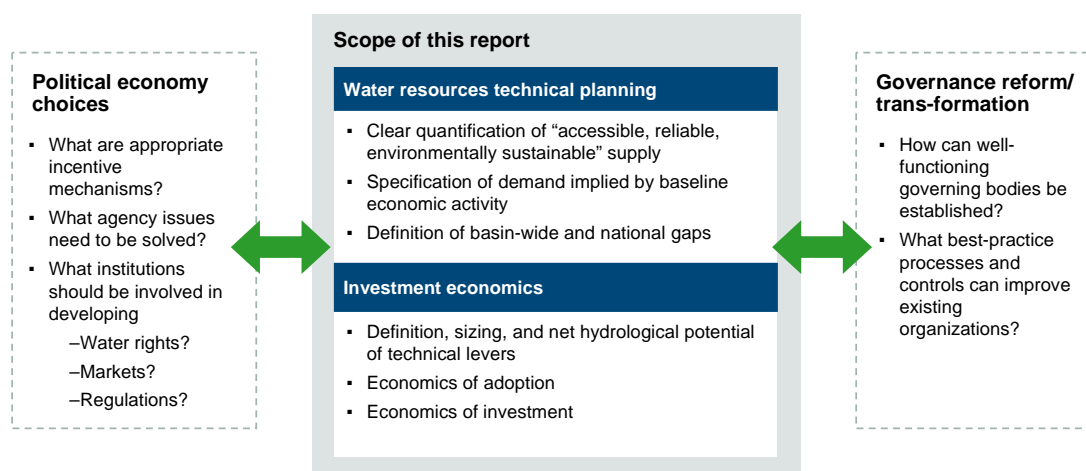 Political economy
choices
▪ What are appropriate
incentive
mechanisms?
▪ What agency issues
need to be solved?
▪ What institutions
should be involved in
developing
–Water rights?
–Markets?
–Regulations?
Scope of this report
Water resources technical planning
▪ Clear quantification of “accessible, reliable,
environmentally sustainable” supply
▪ Specification of demand implied by baseline
economic activity
▪ Definition of basin-wide and national gaps
Investment economics
▪ Definition, sizing, and net hydrological potential
of technical levers
▪ Economics of adoption
▪ Economics of investment
Governance reform/
trans-formation
▪ How can well-
functioning
governing bodies be
established?
▪ What best-practice
processes and
controls can improve
existing
organizations?